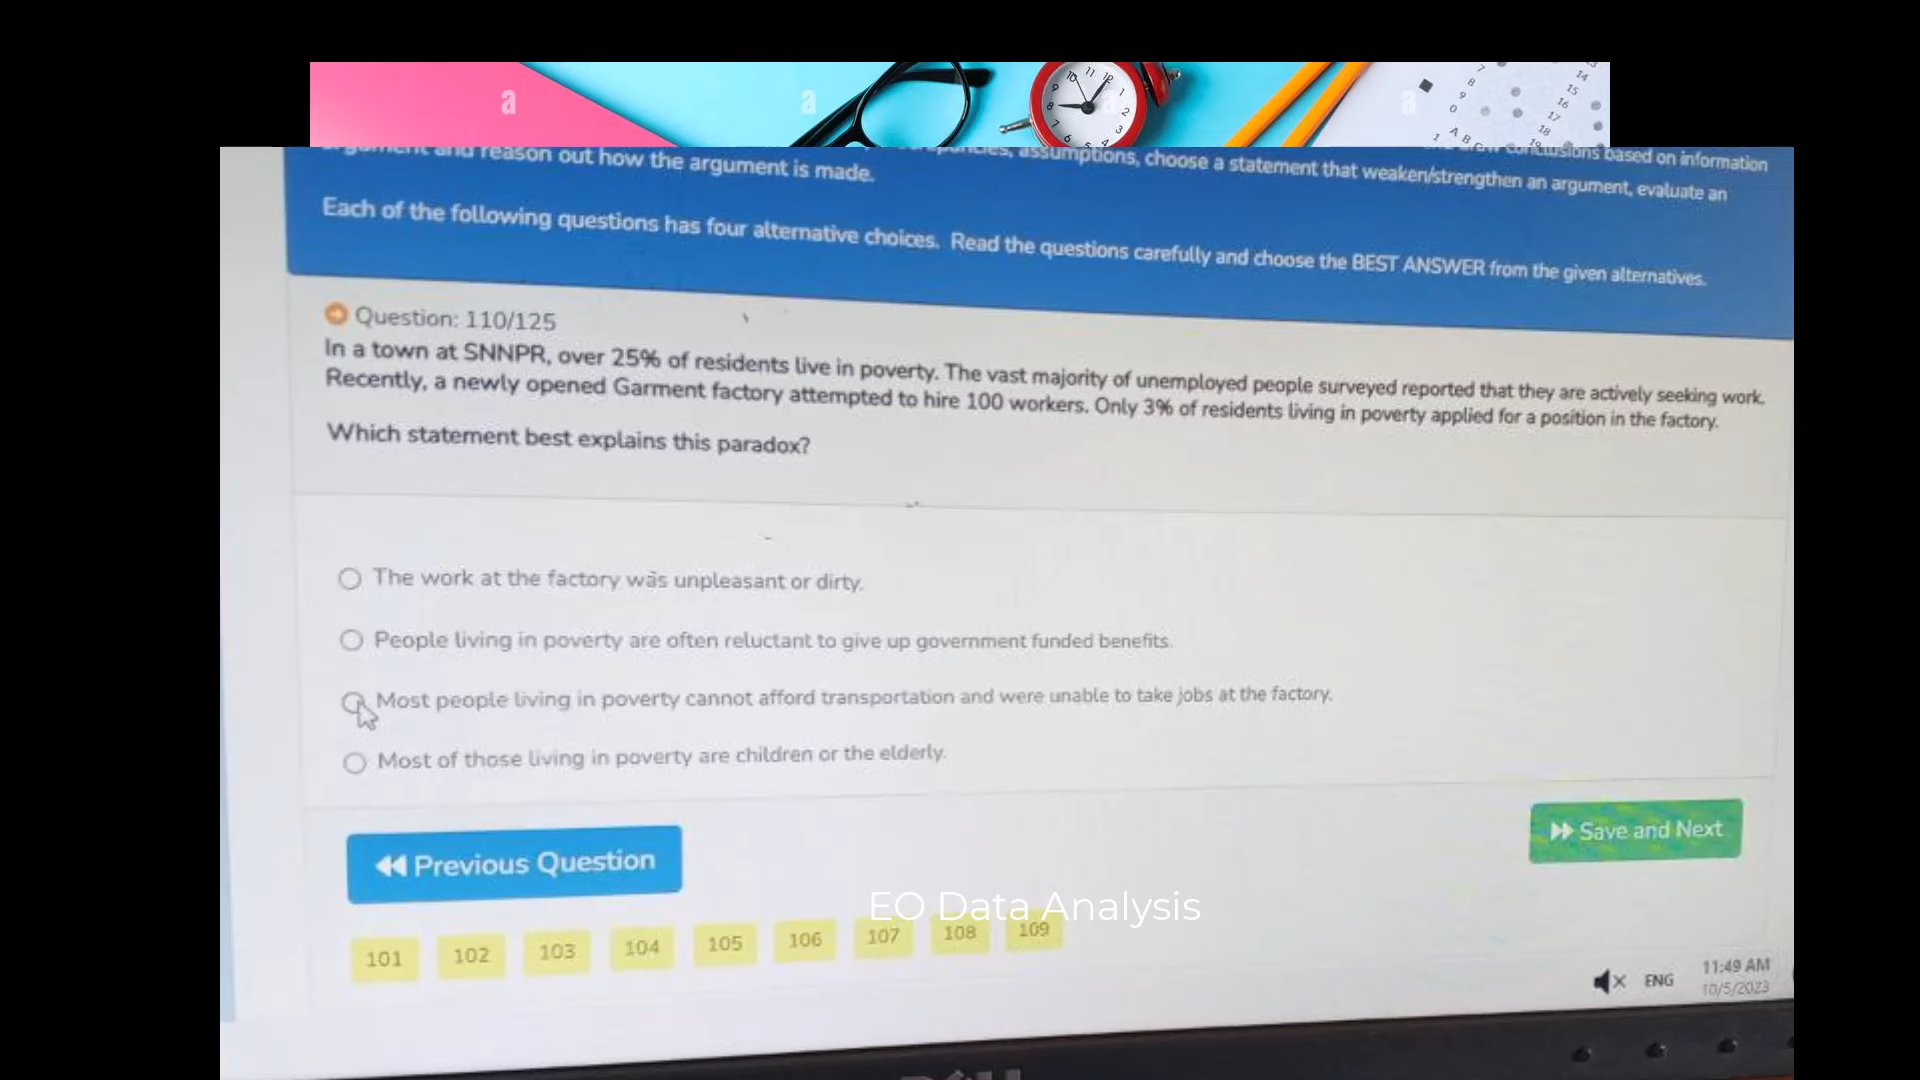 argument and reason out how the argument is made.
assumptions, choose a statement that weaken/strengthen an argument, evaluate an
conclusions based on information
Each of the following questions has four alternative choices. Read the questions carefully and choose the BEST ANSWER from the given alternatives.
Question: 110/125
In a town at SNNPR, over 25% of residents live in poverty. The vast majority of unemployed people surveyed reported that they are actively seeking work.
Recently, a newly opened Garment factory attempted to hire 100 workers. Only 3% of residents living in poverty applied for a position in the factory.
Which statement best explains this paradox?
The work at the factory was unpleasant or dirty.
People living in poverty are often reluctant to give up government funded benefits.
Most people living in poverty cannot afford transportation and were unable to take jobs at the factory.
Most of those living in poverty are children or the elderly.
Previous Question
Save and Next
EO Data Analysis
101 102 103 104 105 106 107 108 109
ENG
11:49 AM
10/5/2023